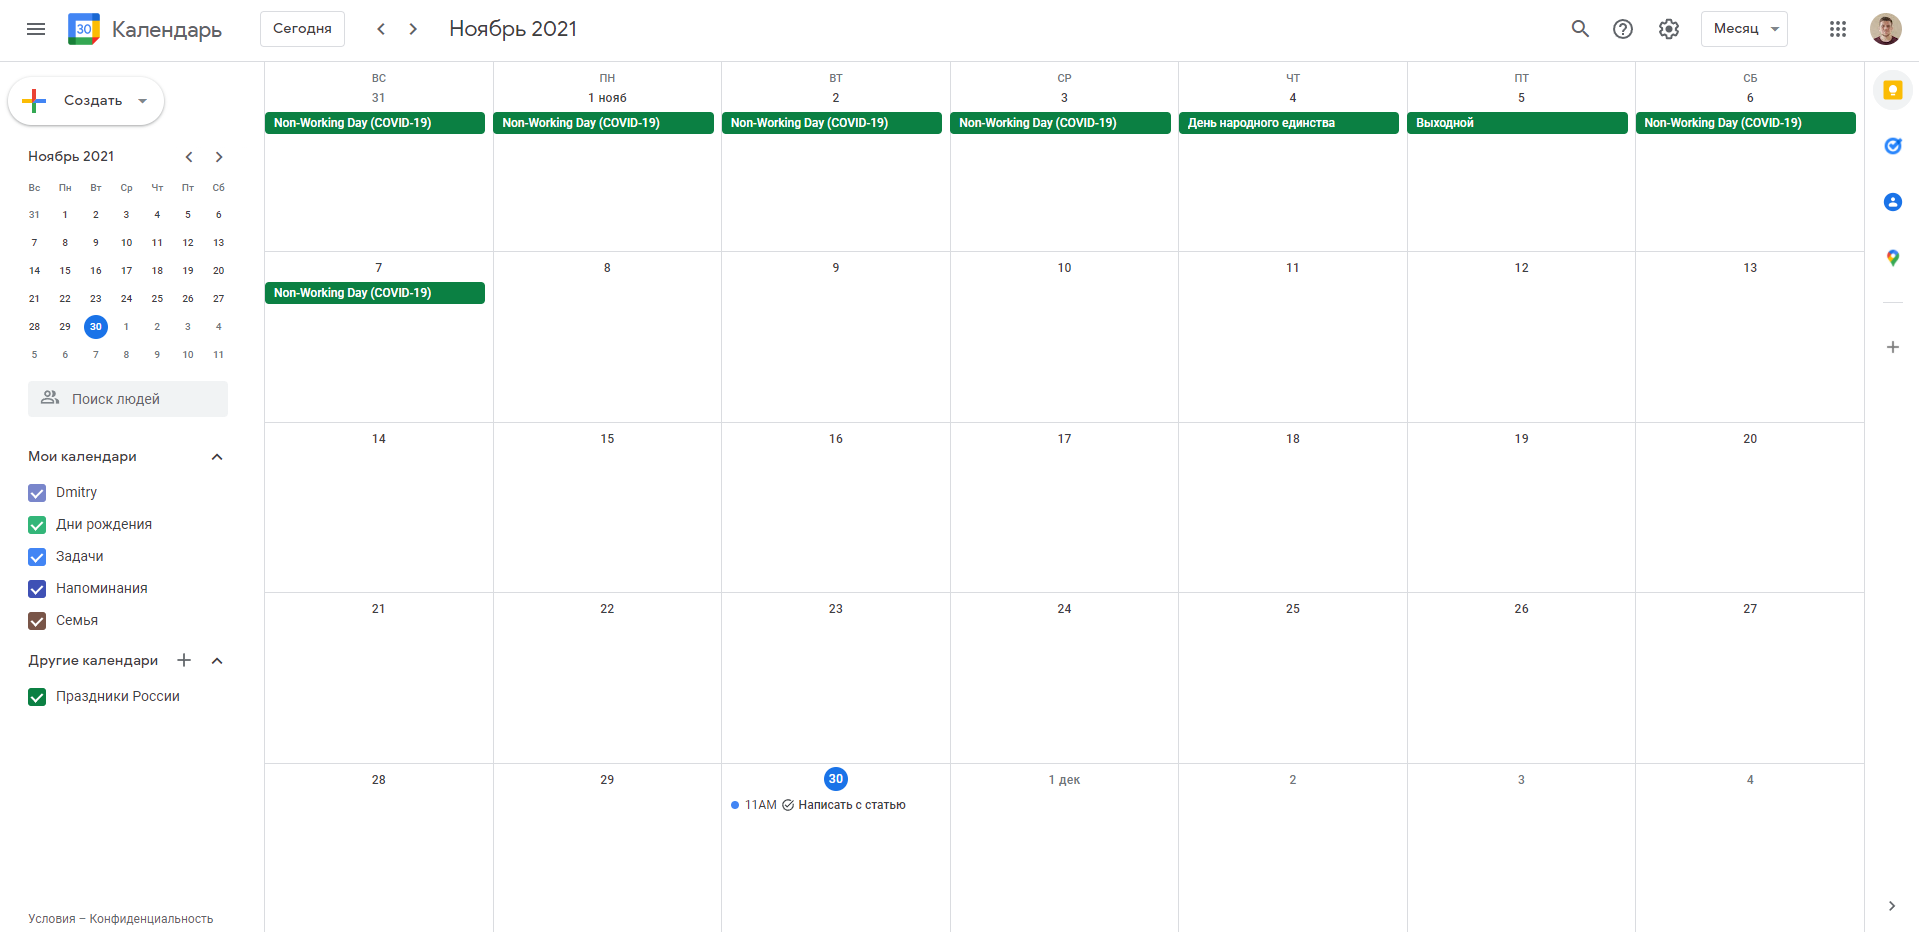 30 Календарь Сегодня Ноябрь 2021 Месяц
Создать
Ноябрь 2021
Вс Пн Вт Ср Чт Пт Сб
31 1 2 3 4 5 6
7 8 9 10 11 12 13
14 15 16 17 18 19 20
21 22 23 24 25 26 27
28 29 30 1 2 3 4
5 6 7 8 9 10 11
Поиск людей
Мои календари
Dmitry
Дни рождения
Задачи
Напоминания
Семья
Другие календари
Праздники России
Условия – Конфиденциальность
ВС ПН ВТ СР ЧТ ПТ СБ
31 1 нояб 2 3 4 5 6
Non-Working Day (COVID-19) Non-Working Day (COVID-19) Non-Working Day (COVID-19) Non-Working Day (COVID-19) День народного единства Выходной Non-Working Day (COVID-19)
7 8 9 10 11 12 13
Non-Working Day (COVID-19)
14 15 16 17 18 19 20
21 22 23 24 25 26 27
28 29 30 1 дек 2 3 4
11AM Написать с статью